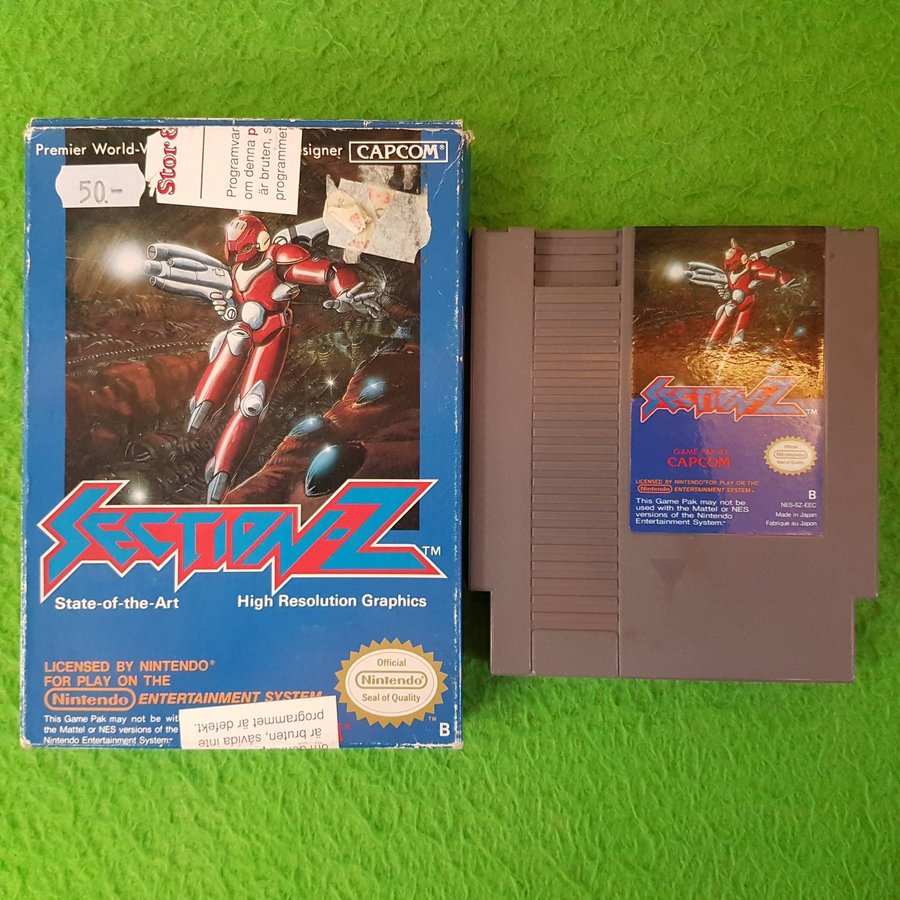 Premier World-W
signer CAPCOM®
50.-
Stor &
Programvar
om denna p
är bruten, s
programmet
SECTION-Z™
State-of-the-Art
High Resolution Graphics
LICENSED BY NINTENDO®
FOR PLAY ON THE
Nintendo ENTERTAINMENT SYSTEM
This Game Pak may not be wit
the Mattel or NES versions of the
Nintendo Entertainment System.
Official
Nintendo
Seal of Quality
B
är bruten, såvida inte
programmet är defekt.
SECTION-Z™
GAME PAK BY
CAPCOM
Official
Nintendo
Seal of Quality
LICENSED BY NINTENDO® FOR PLAY ON THE
Nintendo ENTERTAINMENT SYSTEM
This Game Pak may not be
used with the Mattel or NES
versions of the Nintendo
Entertainment System.
B
NES-SZ-EEC
Made in Japan
Fabriqué au Japon